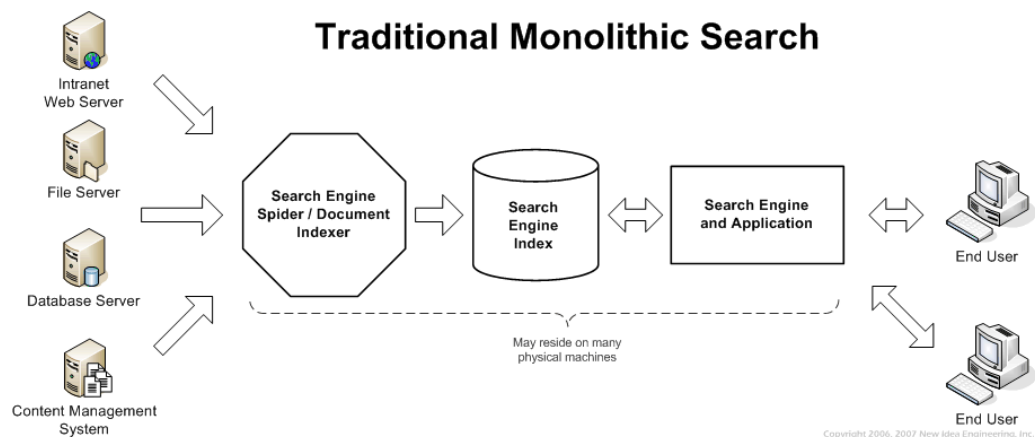 Traditional Monolithic Search
Intranet
Web Server
File Server
Database Server
Content Management
System
Search Engine
Spider / Document
Indexer
Search
Engine
Index
Search Engine
and Application
May reside on many
physical machines
End User
End User
Copyright 2006, 2007 New Idea Engineering, Inc.